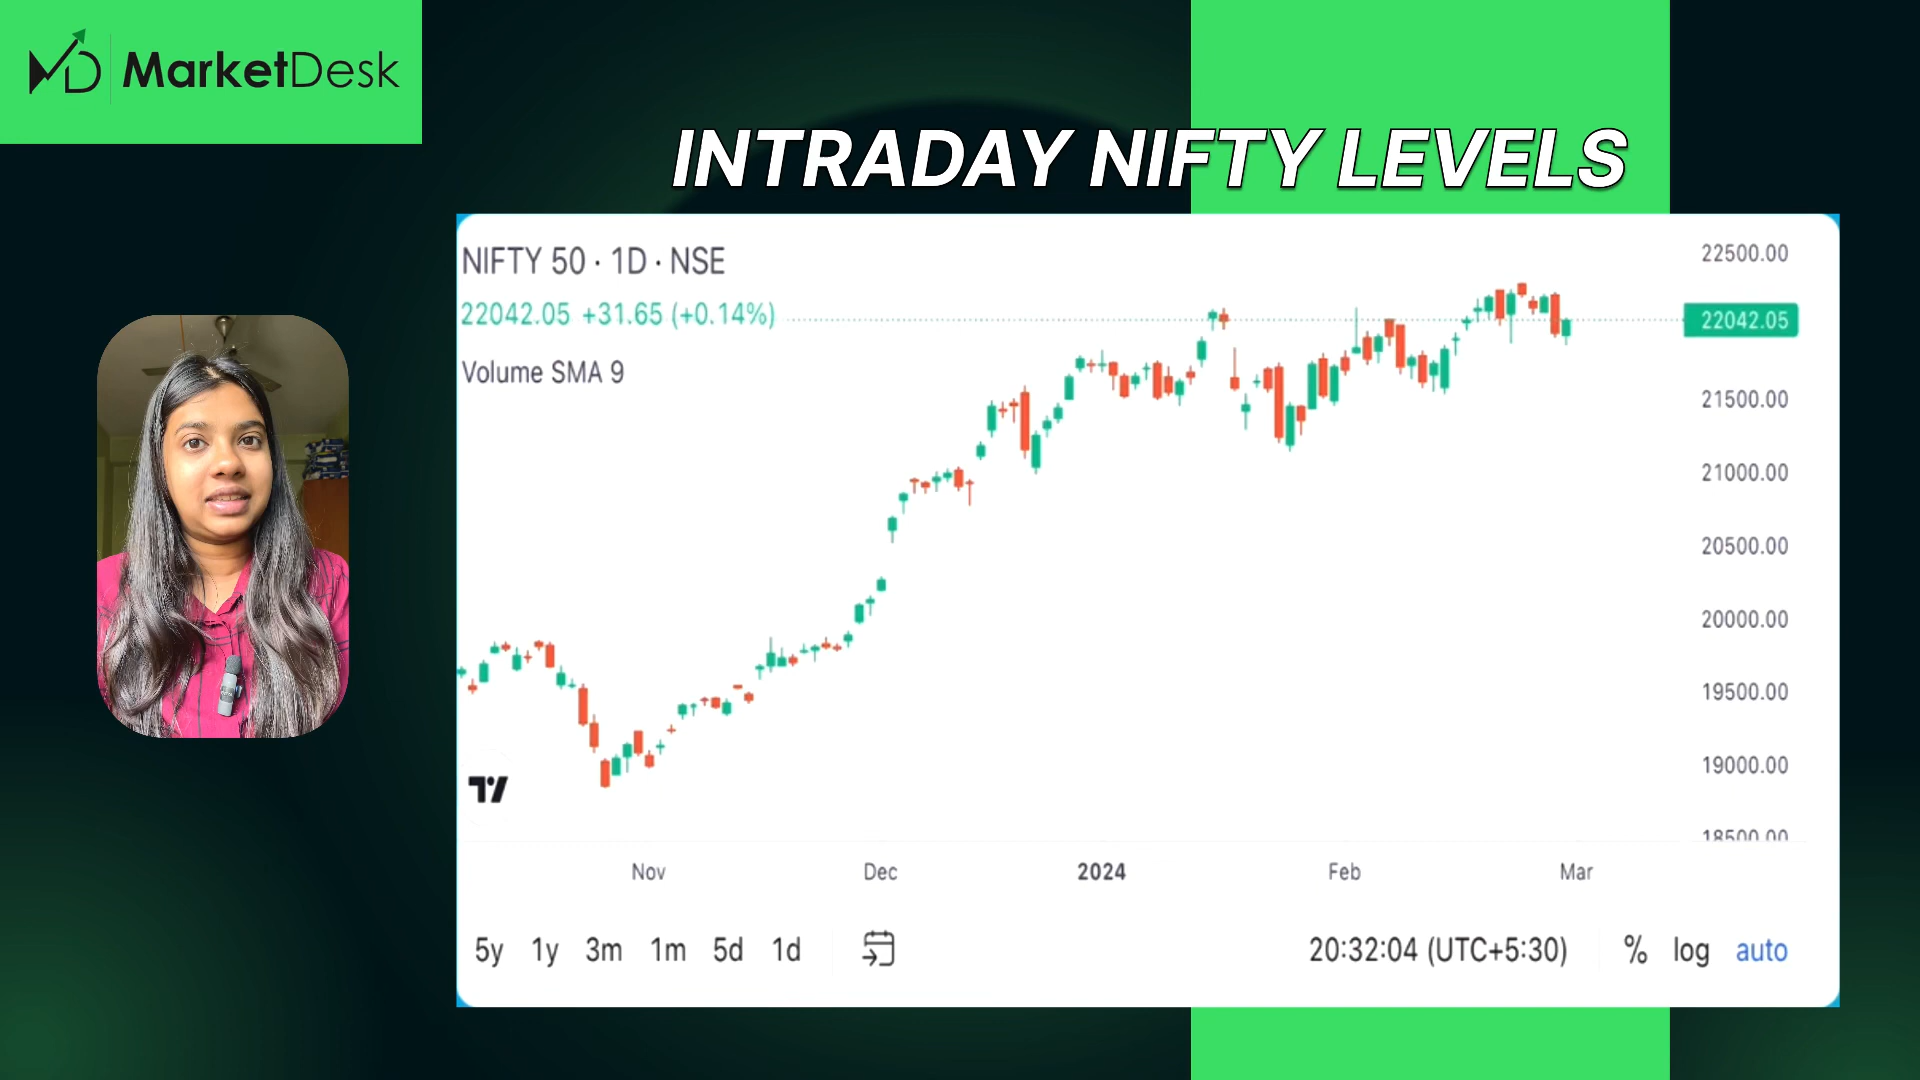 MarketDesk
INTRADAY NIFTY LEVELS
NIFTY 50 · 1D · NSE
22042.05 +31.65 (+0.14%)
Volume SMA 9
22500.00
22042.05
21500.00
21000.00
20500.00
20000.00
19500.00
19000.00
18500.00
Nov Dec 2024 Feb Mar
5y 1y 3m 1m 5d 1d 20:32:04 (UTC+5:30) % log auto